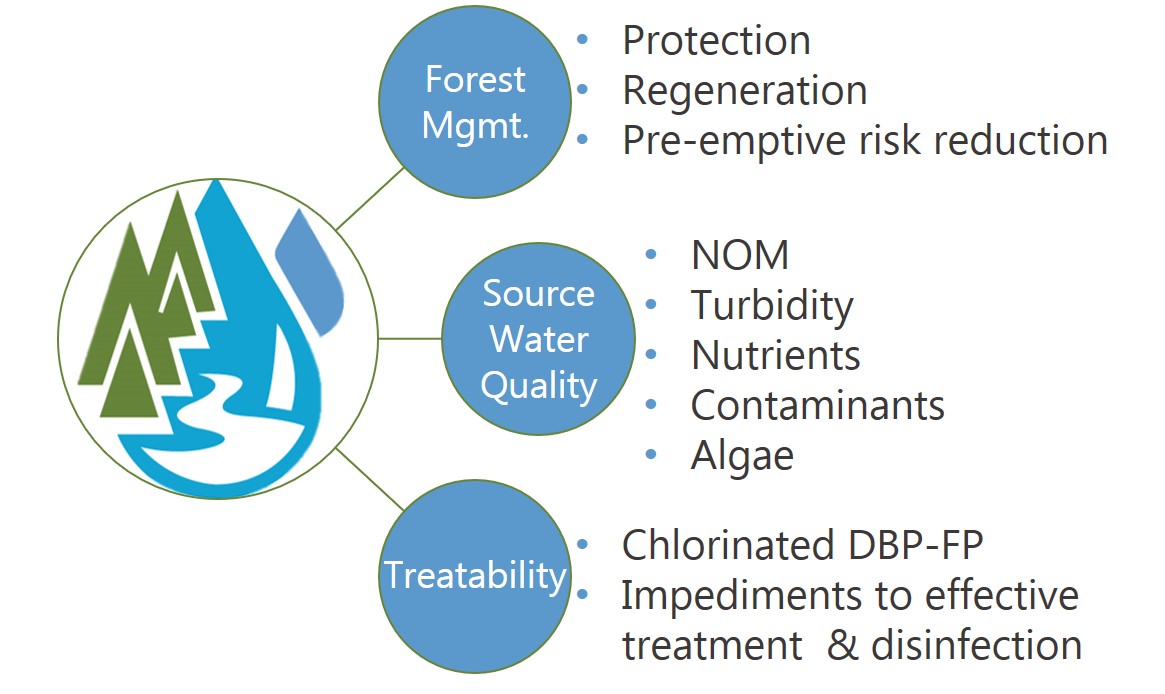 Forest
Mgmt.
• Protection
• Regeneration
• Pre-emptive risk reduction
Source
Water
Quality
• NOM
• Turbidity
• Nutrients
• Contaminants
• Algae
Treatability
• Chlorinated DBP-FP
• Impediments to effective
treatment & disinfection